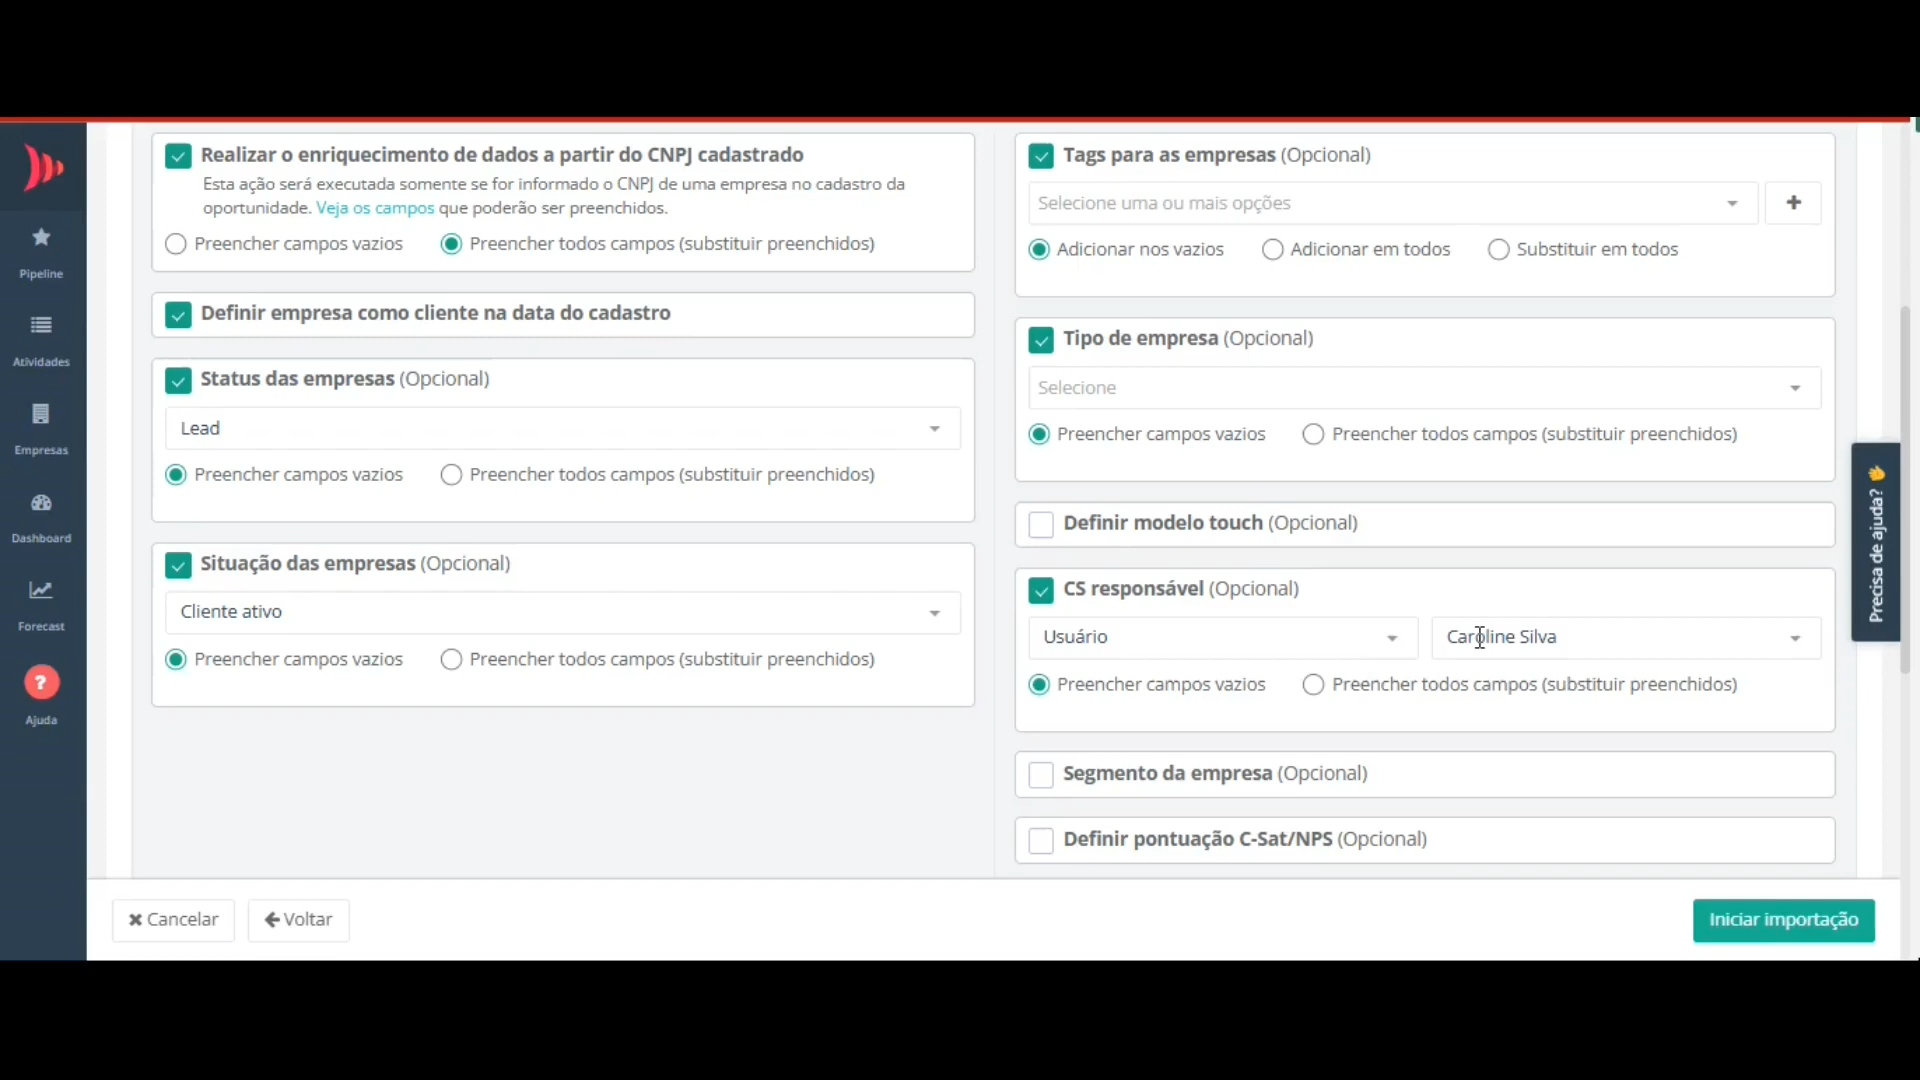 Pipeline
Atividades
Empresas
Dashboard
Forecast
?
Ajuda
Realizar o enriquecimento de dados a partir do CNPJ cadastrado
Esta ação será executada somente se for informado o CNPJ de uma empresa no cadastro da
oportunidade. Veja os campos que poderão ser preenchidos.
Preencher campos vazios
Preencher todos campos (substituir preenchidos)
Definir empresa como cliente na data do cadastro
Status das empresas (Opcional)
Lead
Preencher campos vazios
Preencher todos campos (substituir preenchidos)
Situação das empresas (Opcional)
Cliente ativo
Preencher campos vazios
Preencher todos campos (substituir preenchidos)
Tags para as empresas (Opcional)
Selecione uma ou mais opções
Adicionar nos vazios
Adicionar em todos
Substituir em todos
Tipo de empresa (Opcional)
Selecione
Preencher campos vazios
Preencher todos campos (substituir preenchidos)
Definir modelo touch (Opcional)
CS responsável (Opcional)
Usuário
Caroline Silva
Preencher campos vazios
Preencher todos campos (substituir preenchidos)
Segmento da empresa (Opcional)
Definir pontuação C-Sat/NPS (Opcional)
Precisa de ajuda?
Cancelar
Voltar
Iniciar importação